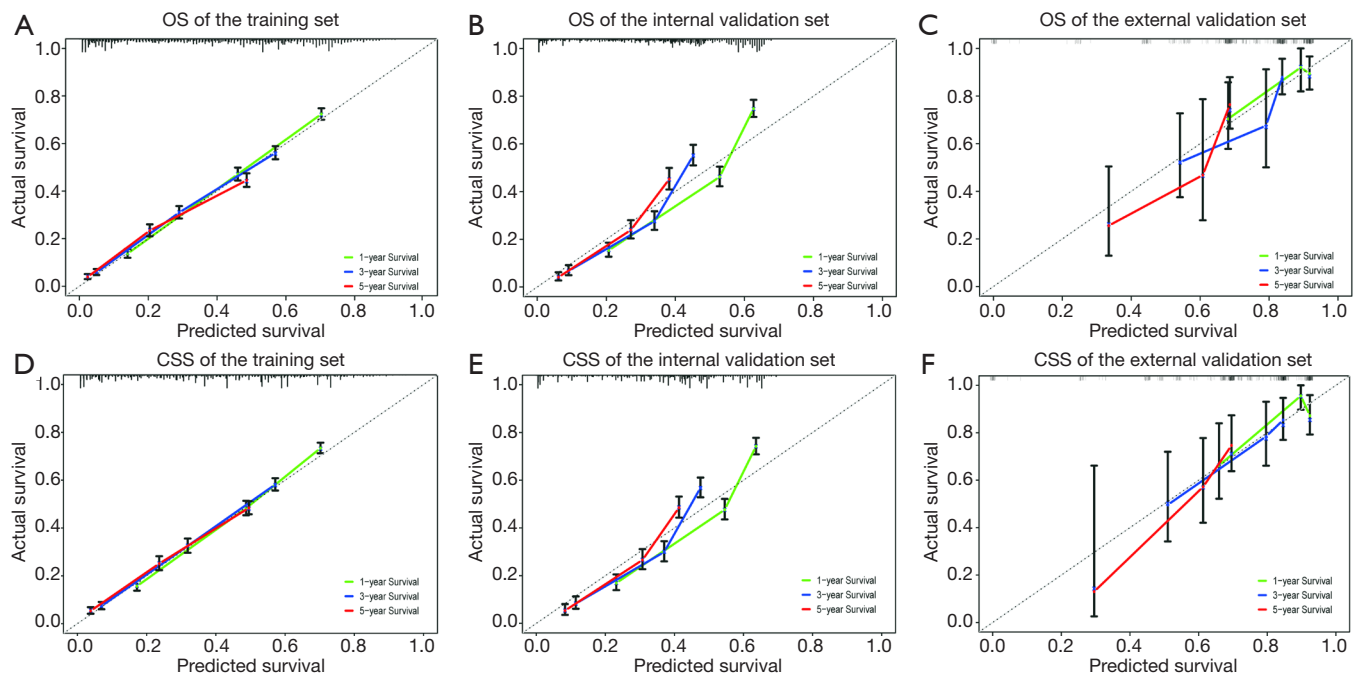 A
OS of the training set
1.0
0.8
0.6
0.4
0.2
0.0
Actual survival
1-year Survival
3-year Survival
5-year Survival
0.0 0.2 0.4 0.6 0.8 1.0
Predicted survival
B
OS of the internal validation set
1.0
0.8
0.6
0.4
0.2
0.0
Actual survival
1-year Survival
3-year Survival
5-year Survival
0.0 0.2 0.4 0.6 0.8 1.0
Predicted survival
C
OS of the external validation set
1.0
0.8
0.6
0.4
0.2
0.0
Actual survival
1-year Survival
3-year Survival
5-year Survival
0.0 0.2 0.4 0.6 0.8 1.0
Predicted survival
D
CSS of the training set
1.0
0.8
0.6
0.4
0.2
0.0
Actual survival
1-year Survival
3-year Survival
5-year Survival
0.0 0.2 0.4 0.6 0.8 1.0
Predicted survival
E
CSS of the internal validation set
1.0
0.8
0.6
0.4
0.2
0.0
Actual survival
1-year Survival
3-year Survival
5-year Survival
0.0 0.2 0.4 0.6 0.8 1.0
Predicted survival
F
CSS of the external validation set
1.0
0.8
0.6
0.4
0.2
0.0
Actual survival
1-year Survival
3-year Survival
5-year Survival
0.0 0.2 0.4 0.6 0.8 1.0
Predicted survival